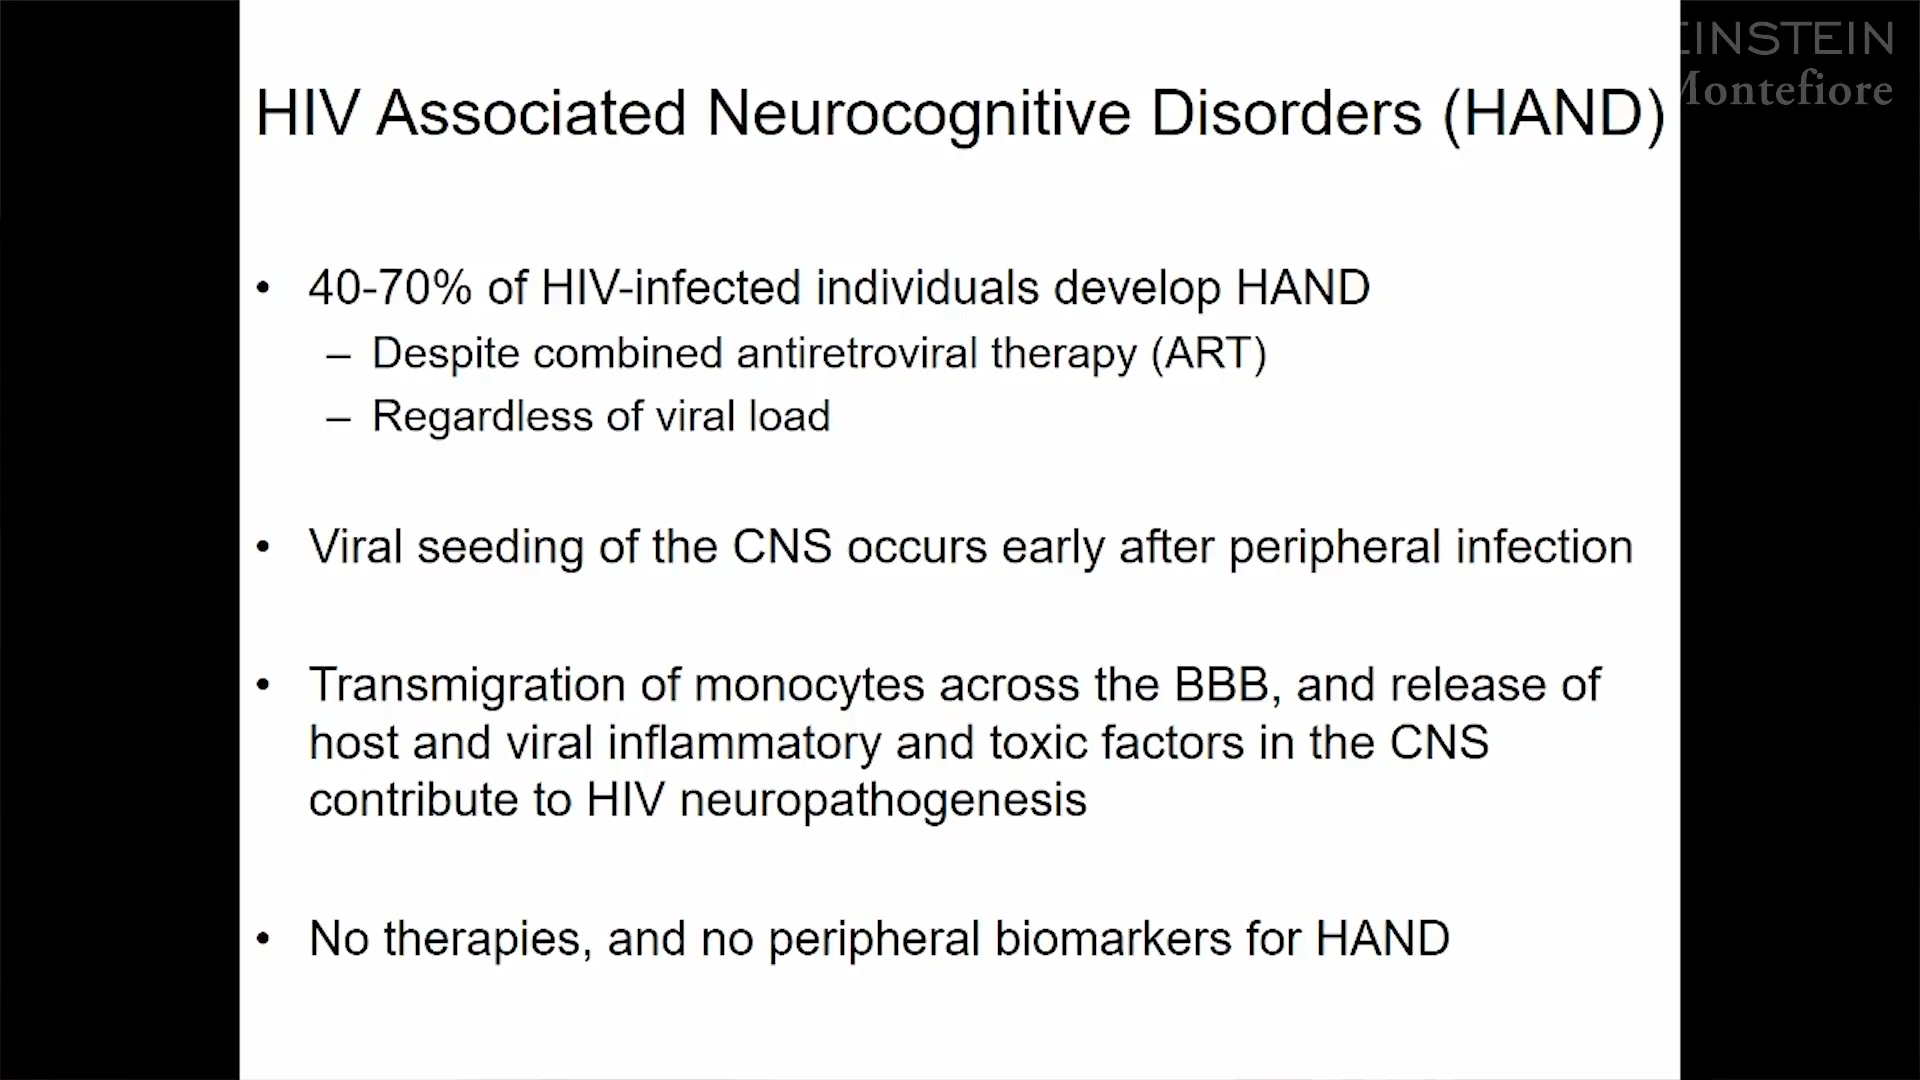 EINSTEIN
Montefiore
HIV Associated Neurocognitive Disorders (HAND)
• 40-70% of HIV-infected individuals develop HAND
– Despite combined antiretroviral therapy (ART)
– Regardless of viral load
• Viral seeding of the CNS occurs early after peripheral infection
• Transmigration of monocytes across the BBB, and release of
host and viral inflammatory and toxic factors in the CNS
contribute to HIV neuropathogenesis
• No therapies, and no peripheral biomarkers for HAND